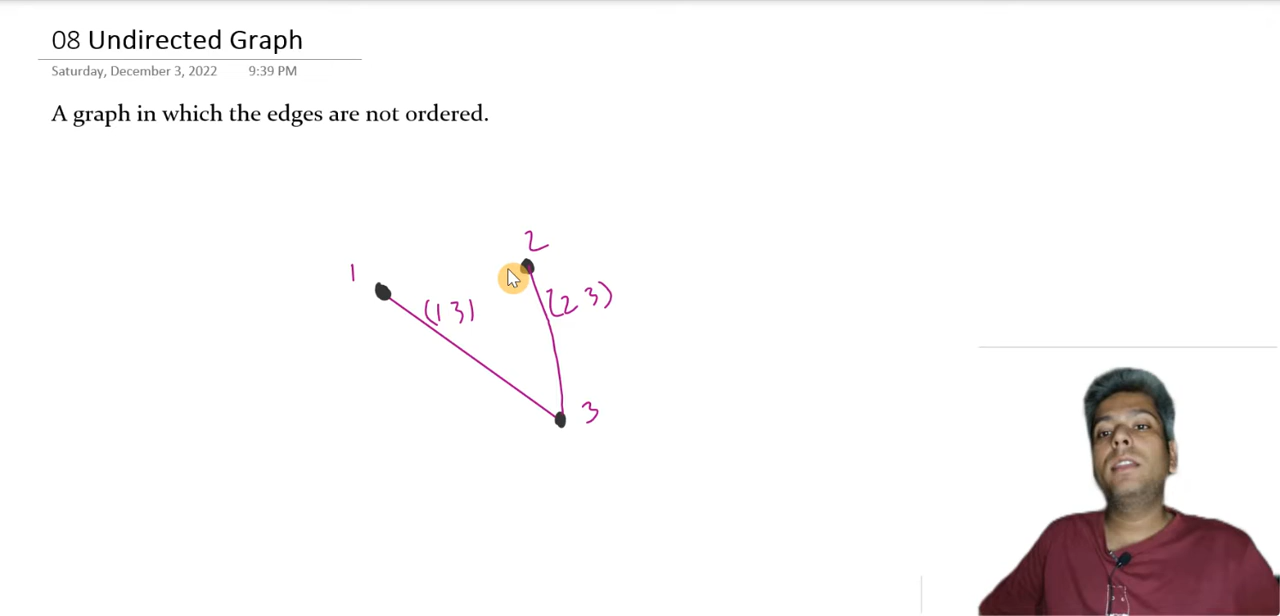 08 Undirected Graph
Saturday, December 3, 2022 9:39 PM
A graph in which the edges are not ordered.
2
1
(1 3)
(2 3)
3